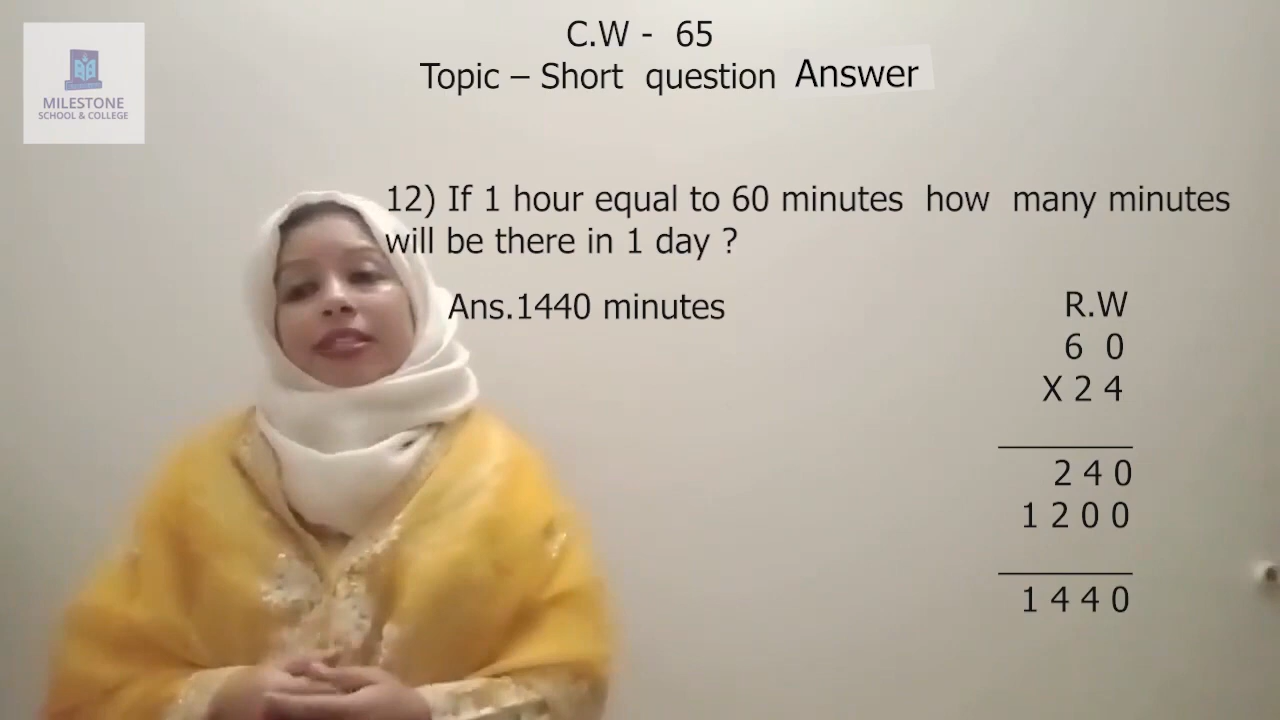 MILESTONE
SCHOOL & COLLEGE
C.W - 65
Topic – Short question Answer
12) If 1 hour equal to 60 minutes how many minutes
will be there in 1 day ?
Ans.1440 minutes
R.W
6 0
X 2 4
2 4 0
1 2 0 0
1 4 4 0